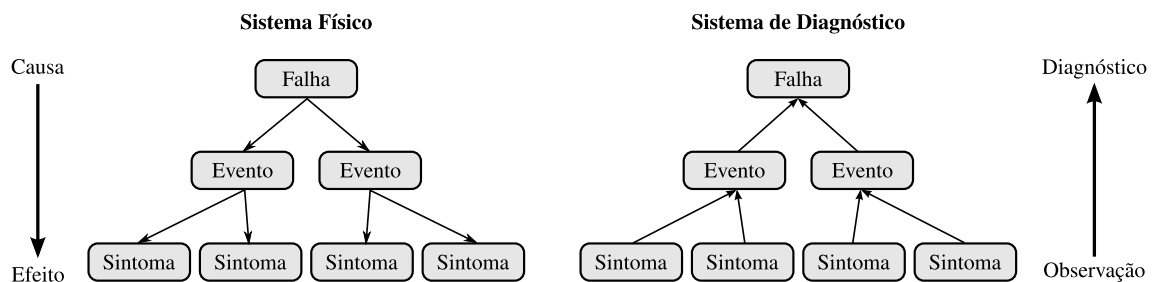 Sistema Físico
Causa
Falha
Evento
Evento
Sintoma
Sintoma
Sintoma
Sintoma
Efeito
Sistema de Diagnóstico
Falha
Diagnóstico
Evento
Evento
Sintoma
Sintoma
Sintoma
Sintoma
Observação